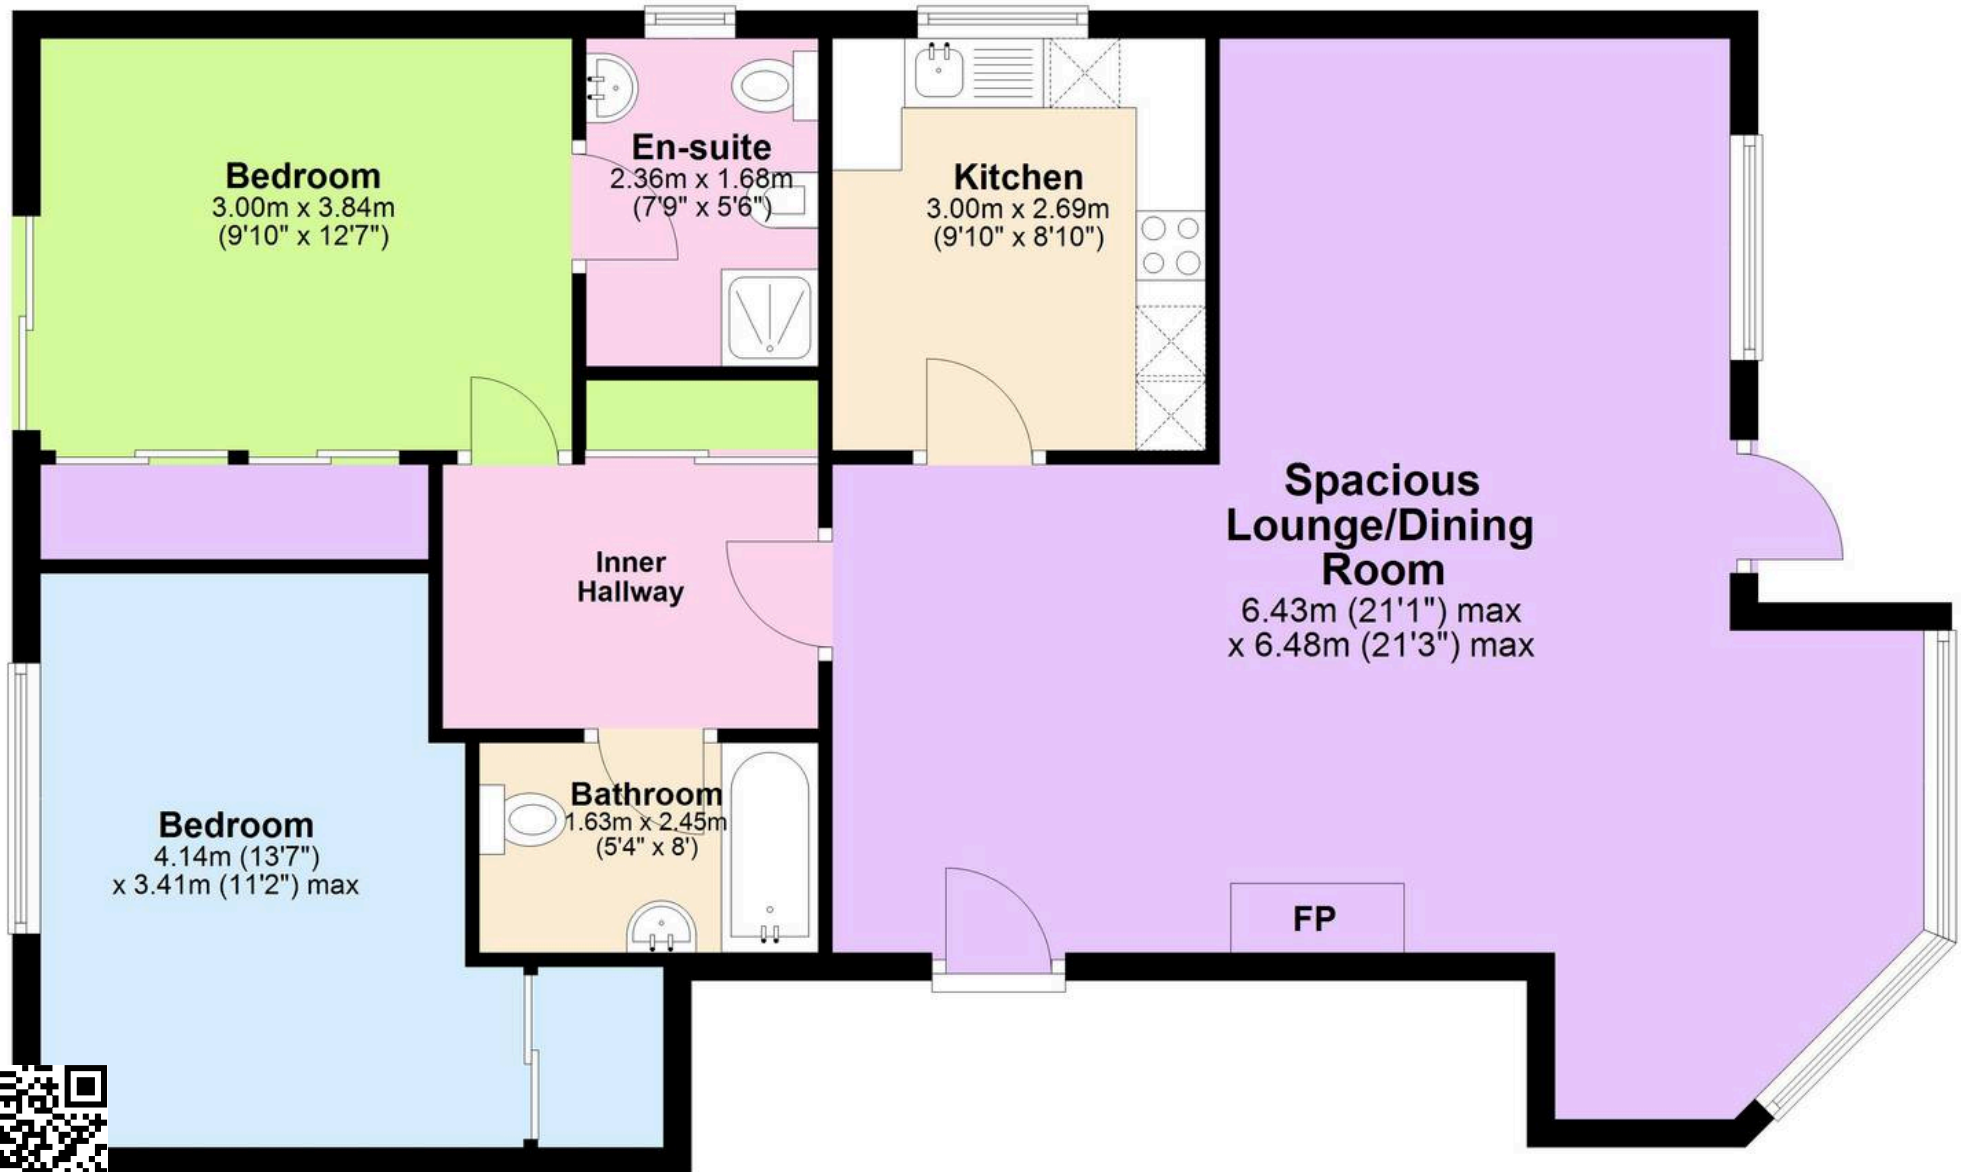 Bedroom
3.00m x 3.84m
(9'10" x 12'7")
En-suite
2.36m x 1.68m
(7'9" x 5'6")
Kitchen
3.00m x 2.69m
(9'10" x 8'10")
Spacious
Lounge/Dining
Room
6.43m (21'1") max
x 6.48m (21'3") max
Inner
Hallway
Bedroom
4.14m (13'7")
x 3.41m (11'2") max
Bathroom
1.63m x 2.45m
(5'4" x 8')
FP